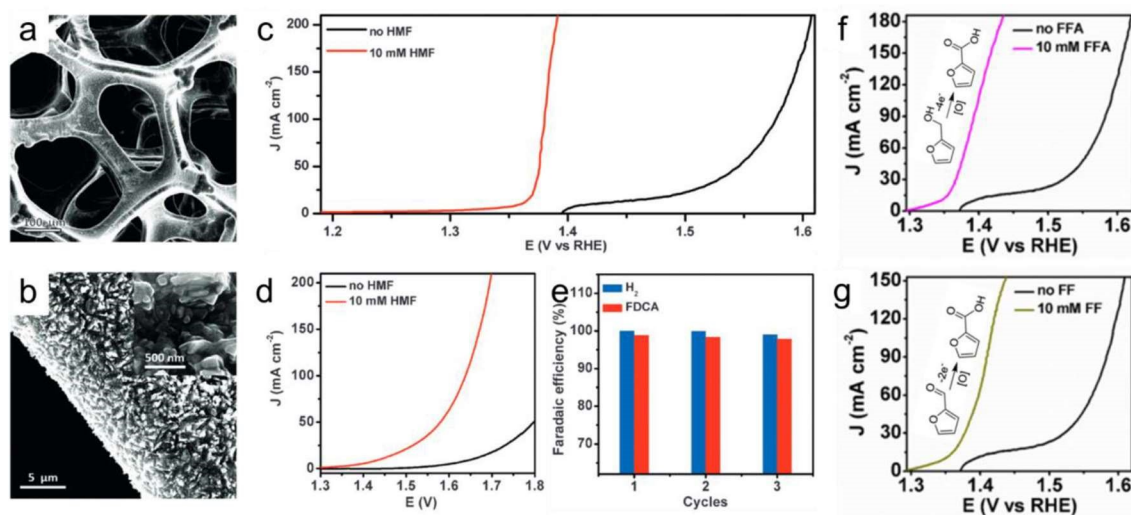 a
100 μm
b
500 nm
5 μm
c
no HMF
10 mM HMF
J (mA cm-2)
200
150
100
50
0
1.2
1.3
1.4
1.5
1.6
E (V vs RHE)
d
no HMF
10 mM HMF
J (mA cm-2)
200
150
100
50
0
1.3
1.4
1.5
1.6
1.7
1.8
E (V)
e
H2
FDCA
Faradaic efficiency (%)
110
100
90
80
70
1
2
3
Cycles
f
no FFA
10 mM FFA
J (mA cm-2)
180
150
120
90
60
30
0
O
OH
O
-4e-
[O]
OH
O
1.3
1.4
1.5
1.6
E (V vs RHE)
g
no FF
10 mM FF
J (mA cm-2)
150
120
90
60
30
0
O
OH
O
-2e-
[O]
O
O
1.3
1.4
1.5
1.6
E (V vs RHE)